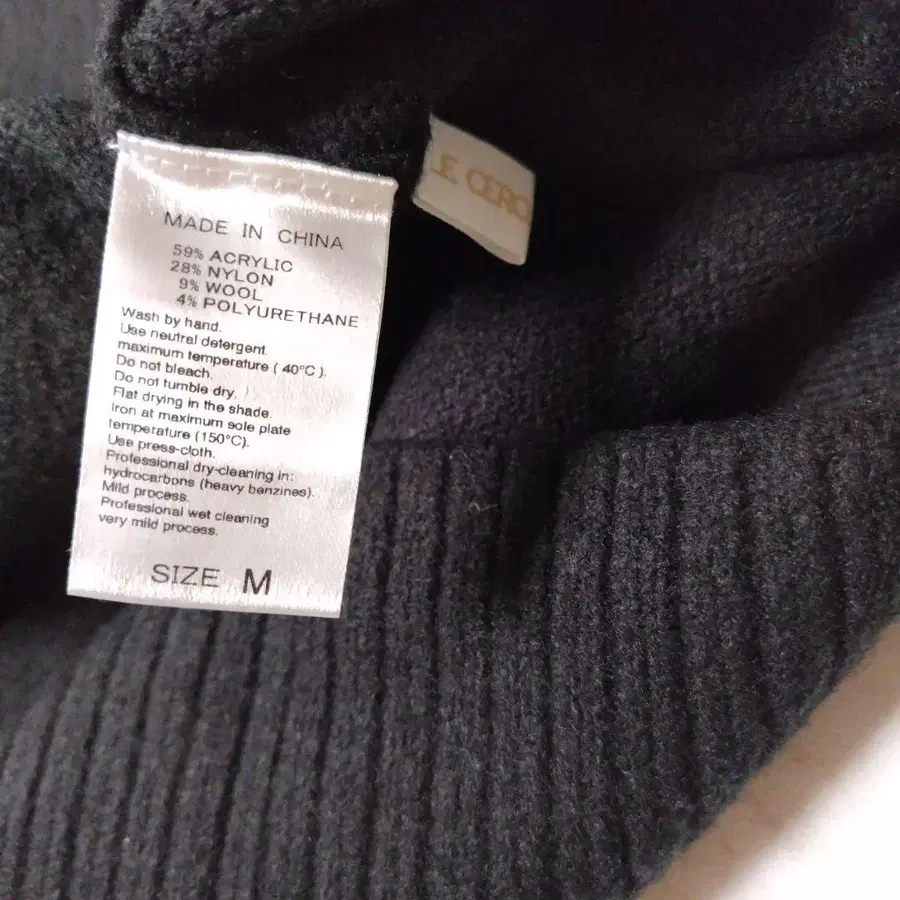 MADE IN CHINA
59% ACRYLIC
28% NYLON
9% WOOL
4% POLYURETHANE
Wash by hand.
Use neutral detergent.
maximum temperature ( 40°C ).
Do not bleach.
Do not tumble dry.
Flat drying in the shade.
Iron at maximum sole plate
temperature (150°C).
Use press-cloth.
Professional dry-cleaning in:
hydrocarbons (heavy benzines).
Mild process.
Professional wet cleaning
very mild process.
SIZE M
LE CERC